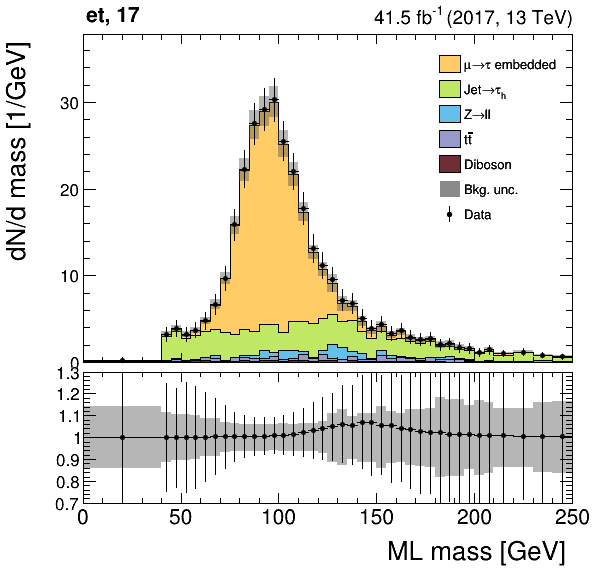 et, 17
41.5 fb⁻¹ (2017, 13 TeV)
dN/d mass [1/GeV]
30
20
10
0
μ→τ embedded
Jet→τₕ
Z→ll
tt̄
Diboson
Bkg. unc.
Data
1.3
1.2
1.1
1
0.9
0.8
0.7
0 50 100 150 200 250
ML mass [GeV]